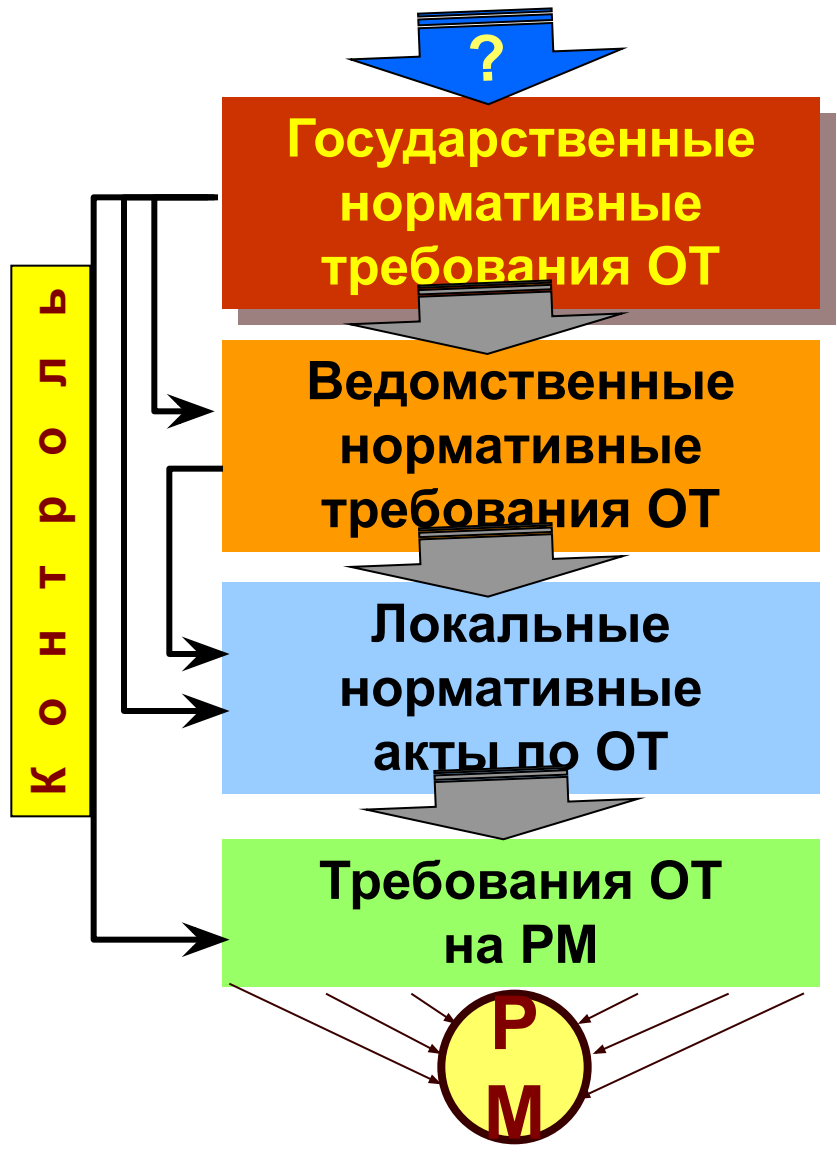 ?
Государственные
нормативные
требования ОТ
Контроль
Ведомственные
нормативные
требования ОТ
Локальные
нормативные
акты по ОТ
Требования ОТ
на РМ
Р
М